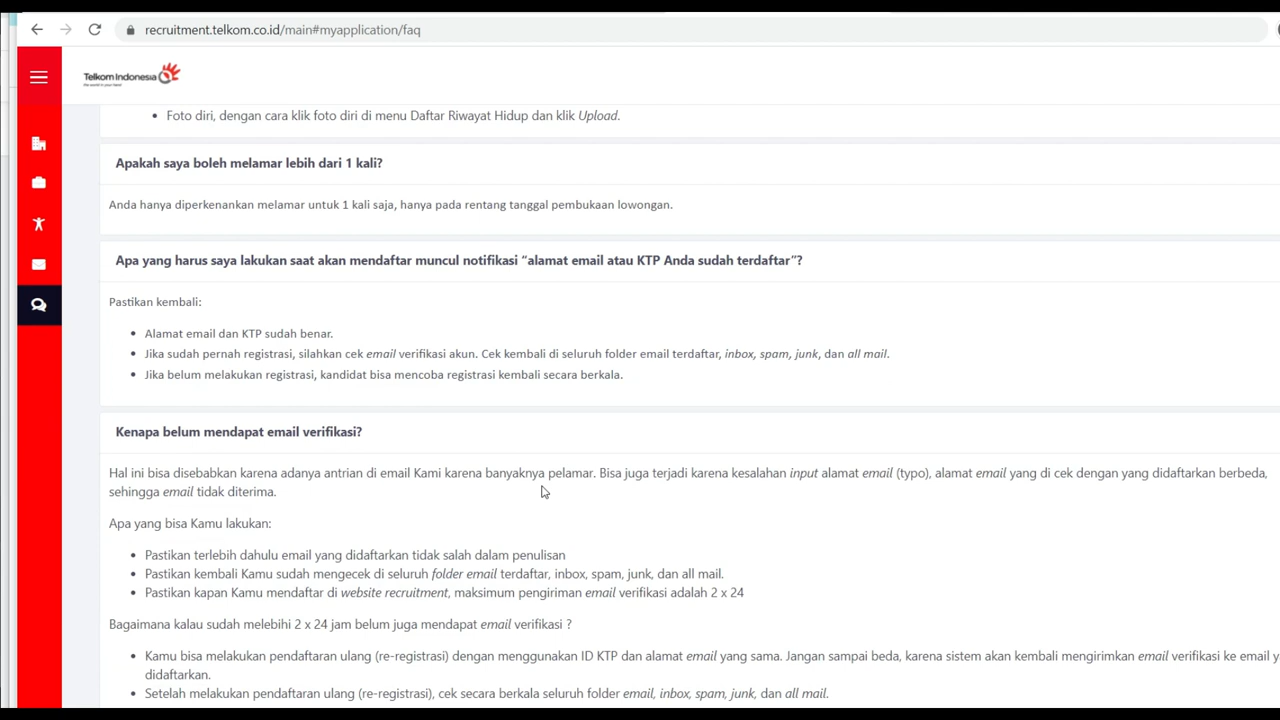 recruitment.telkom.co.id/main#myapplication/faq
Telkom Indonesia
the world in your hand
Foto diri, dengan cara klik foto diri di menu Daftar Riwayat Hidup dan klik Upload.
Apakah saya boleh melamar lebih dari 1 kali?
Anda hanya diperkenankan melamar untuk 1 kali saja, hanya pada rentang tanggal pembukaan lowongan.
Apa yang harus saya lakukan saat akan mendaftar muncul notifikasi “alamat email atau KTP Anda sudah terdaftar”?
Pastikan kembali:
Alamat email dan KTP sudah benar.
Jika sudah pernah registrasi, silahkan cek email verifikasi akun. Cek kembali di seluruh folder email terdaftar, inbox, spam, junk, dan all mail.
Jika belum melakukan registrasi, kandidat bisa mencoba registrasi kembali secara berkala.
Kenapa belum mendapat email verifikasi?
Hal ini bisa disebabkan karena adanya antrian di email Kami karena banyaknya pelamar. Bisa juga terjadi karena kesalahan input alamat email (typo), alamat email yang di cek dengan yang didaftarkan berbeda,
sehingga email tidak diterima.
Apa yang bisa Kamu lakukan:
Pastikan terlebih dahulu email yang didaftarkan tidak salah dalam penulisan
Pastikan kembali Kamu sudah mengecek di seluruh folder email terdaftar, inbox, spam, junk, dan all mail.
Pastikan kapan Kamu mendaftar di website recruitment, maksimum pengiriman email verifikasi adalah 2 x 24
Bagaimana kalau sudah melebihi 2 x 24 jam belum juga mendapat email verifikasi ?
Kamu bisa melakukan pendaftaran ulang (re-registrasi) dengan menggunakan ID KTP dan alamat email yang sama. Jangan sampai beda, karena sistem akan kembali mengirimkan email verifikasi ke email y
didaftarkan.
Setelah melakukan pendaftaran ulang (re-registrasi), cek secara berkala seluruh folder email, inbox, spam, junk, dan all mail.